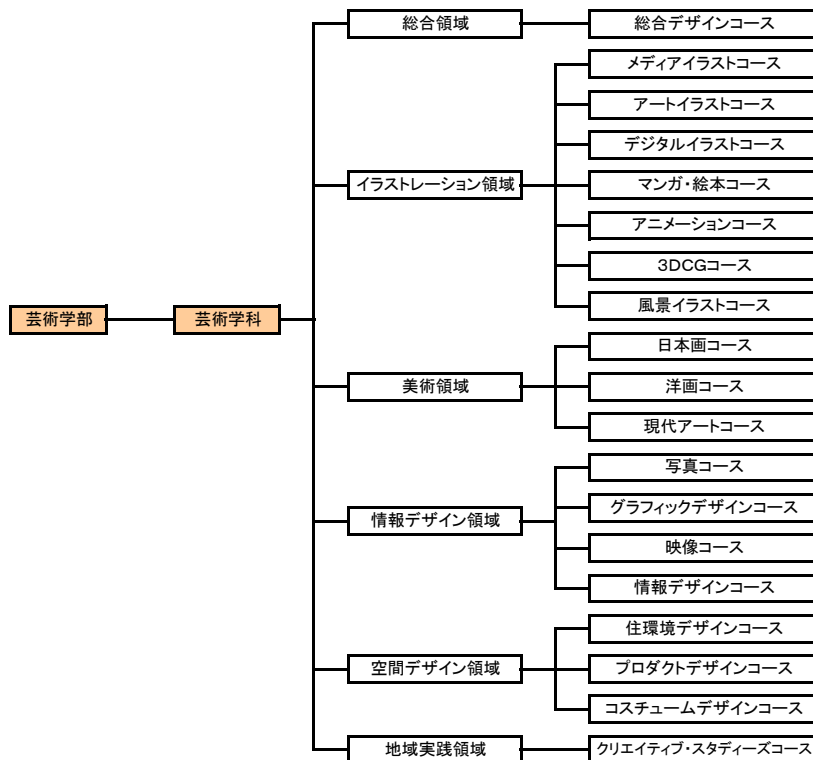 芸術学部
芸術学科
総合領域
総合デザインコース
イラストレーション領域
メディアイラストコース
アートイラストコース
デジタルイラストコース
マンガ・絵本コース
アニメーションコース
3DCGコース
風景イラストコース
美術領域
日本画コース
洋画コース
現代アートコース
情報デザイン領域
写真コース
グラフィックデザインコース
映像コース
情報デザインコース
空間デザイン領域
住環境デザインコース
プロダクトデザインコース
コスチュームデザインコース
地域実践領域
クリエイティブ・スタディーズコース